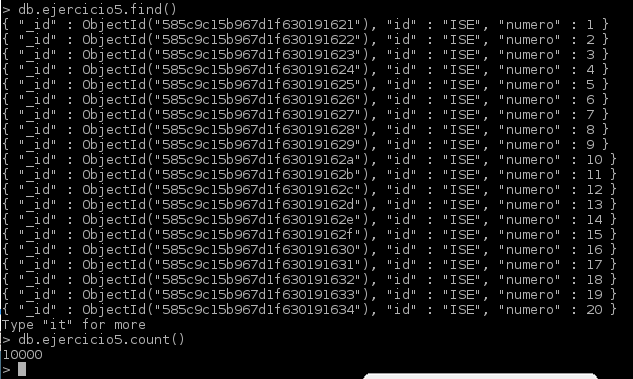 > db.ejercicio5.find()
{ "_id" : ObjectId("585c9c15b967d1f630191621"), "id" : "ISE", "numero" : 1 }
{ "_id" : ObjectId("585c9c15b967d1f630191622"), "id" : "ISE", "numero" : 2 }
{ "_id" : ObjectId("585c9c15b967d1f630191623"), "id" : "ISE", "numero" : 3 }
{ "_id" : ObjectId("585c9c15b967d1f630191624"), "id" : "ISE", "numero" : 4 }
{ "_id" : ObjectId("585c9c15b967d1f630191625"), "id" : "ISE", "numero" : 5 }
{ "_id" : ObjectId("585c9c15b967d1f630191626"), "id" : "ISE", "numero" : 6 }
{ "_id" : ObjectId("585c9c15b967d1f630191627"), "id" : "ISE", "numero" : 7 }
{ "_id" : ObjectId("585c9c15b967d1f630191628"), "id" : "ISE", "numero" : 8 }
{ "_id" : ObjectId("585c9c15b967d1f630191629"), "id" : "ISE", "numero" : 9 }
{ "_id" : ObjectId("585c9c15b967d1f63019162a"), "id" : "ISE", "numero" : 10 }
{ "_id" : ObjectId("585c9c15b967d1f63019162b"), "id" : "ISE", "numero" : 11 }
{ "_id" : ObjectId("585c9c15b967d1f63019162c"), "id" : "ISE", "numero" : 12 }
{ "_id" : ObjectId("585c9c15b967d1f63019162d"), "id" : "ISE", "numero" : 13 }
{ "_id" : ObjectId("585c9c15b967d1f63019162e"), "id" : "ISE", "numero" : 14 }
{ "_id" : ObjectId("585c9c15b967d1f63019162f"), "id" : "ISE", "numero" : 15 }
{ "_id" : ObjectId("585c9c15b967d1f630191630"), "id" : "ISE", "numero" : 16 }
{ "_id" : ObjectId("585c9c15b967d1f630191631"), "id" : "ISE", "numero" : 17 }
{ "_id" : ObjectId("585c9c15b967d1f630191632"), "id" : "ISE", "numero" : 18 }
{ "_id" : ObjectId("585c9c15b967d1f630191633"), "id" : "ISE", "numero" : 19 }
{ "_id" : ObjectId("585c9c15b967d1f630191634"), "id" : "ISE", "numero" : 20 }
Type "it" for more
> db.ejercicio5.count()
10000
>